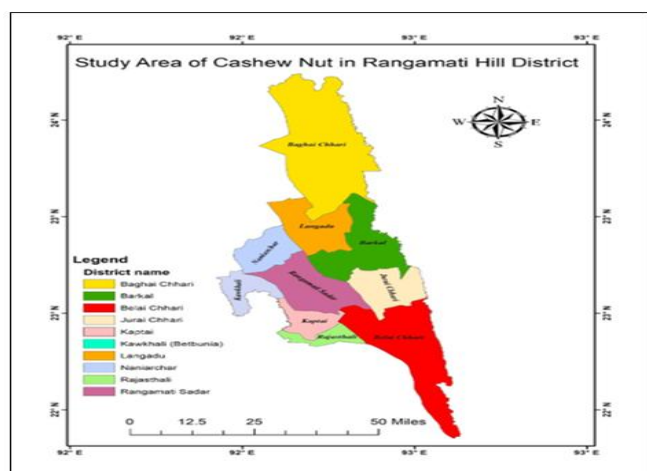 92°E
92°E
93°E
93°E
Study Area of Cashew Nut in Rangamati Hill District
N
W E
S
24°N
24°N
Baghai Chhari
23°N
23°N
Langadu
Barkal
Naniarchar
Legend
District name
Baghai Chhari
Barkal
Belai Chhari
Jurai Chhari
Kaptai
Kawkhali (Betbunia)
Langadu
Naniarchar
Rajasthali
Rangamati Sadar
Kawkhali
Rangamati Sadar
Jurai Chhari
23°N
23°N
Kaptai
Rajasthali
Belai Chhari
22°N
22°N
0 12.5 25 50 Miles
92°E
92°E
93°E
93°E